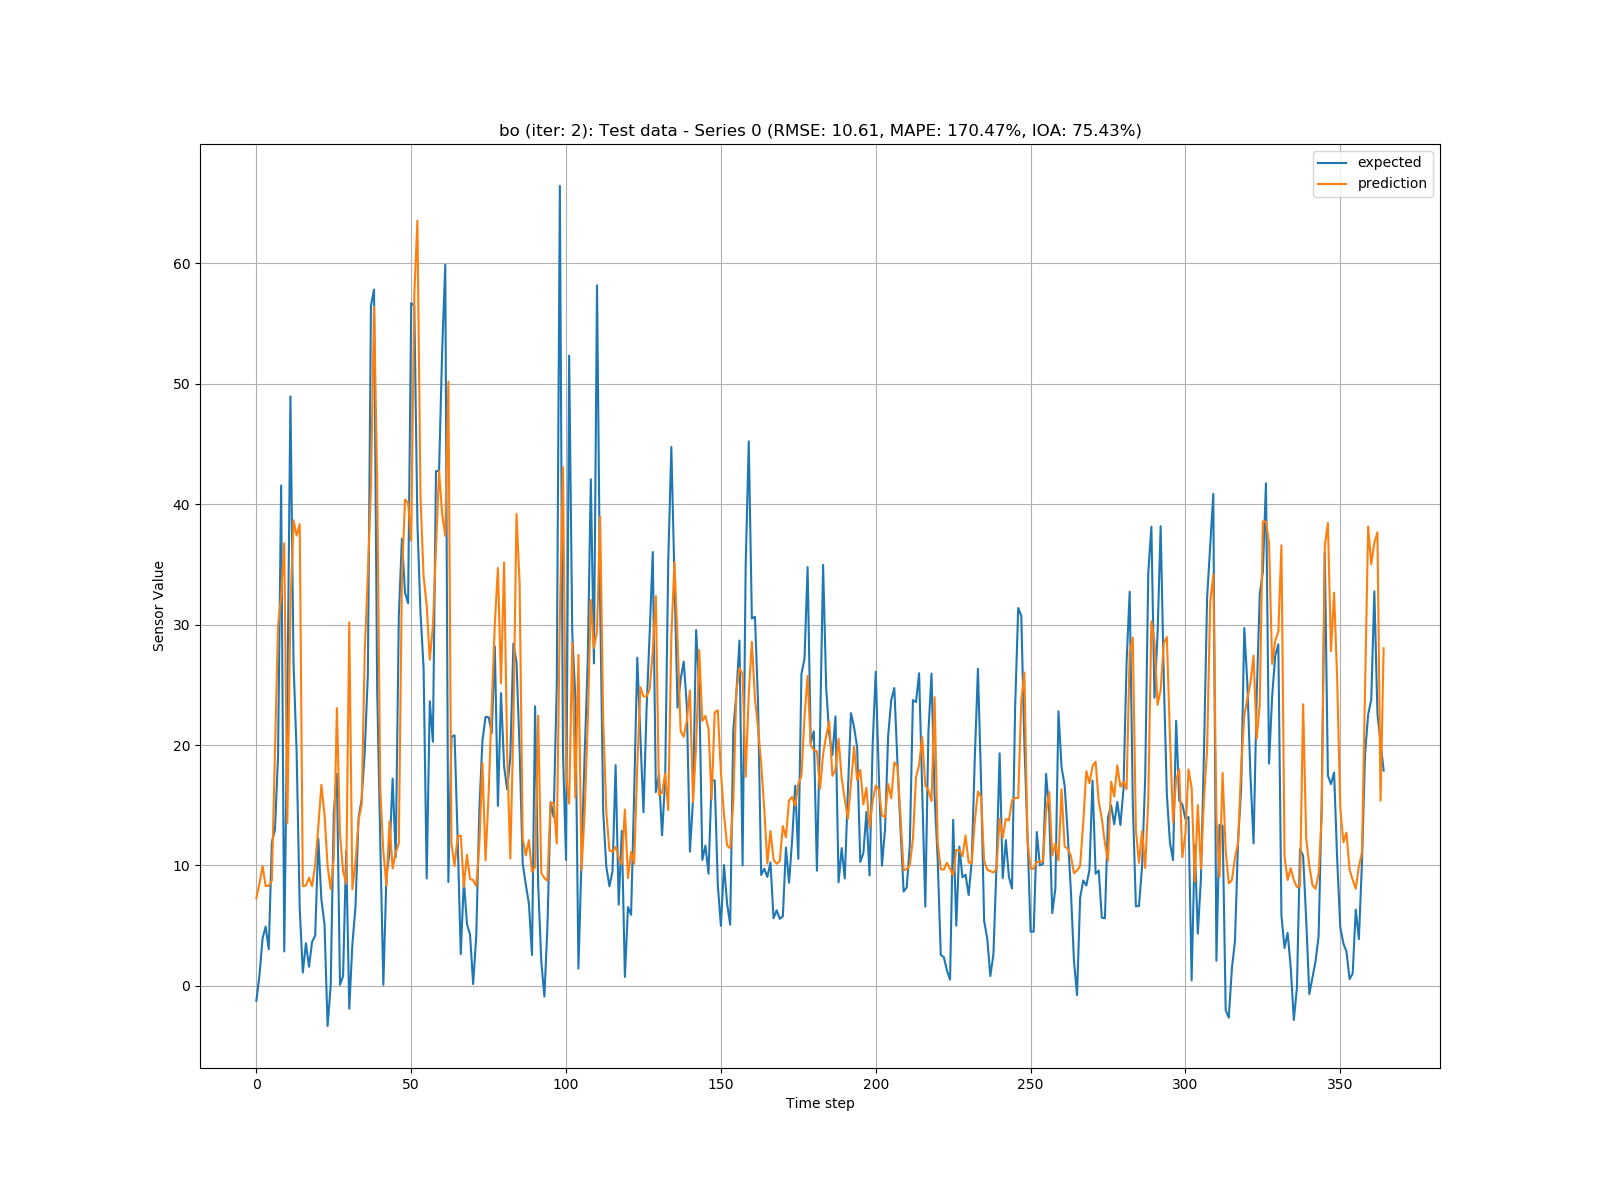 bo (iter: 2): Test data - Series 0 (RMSE: 10.61, MAPE: 170.47%, IOA: 75.43%)
expected
prediction
60
50
40
30
20
10
0
Sensor Value
0 50 100 150 200 250 300 350
Time step